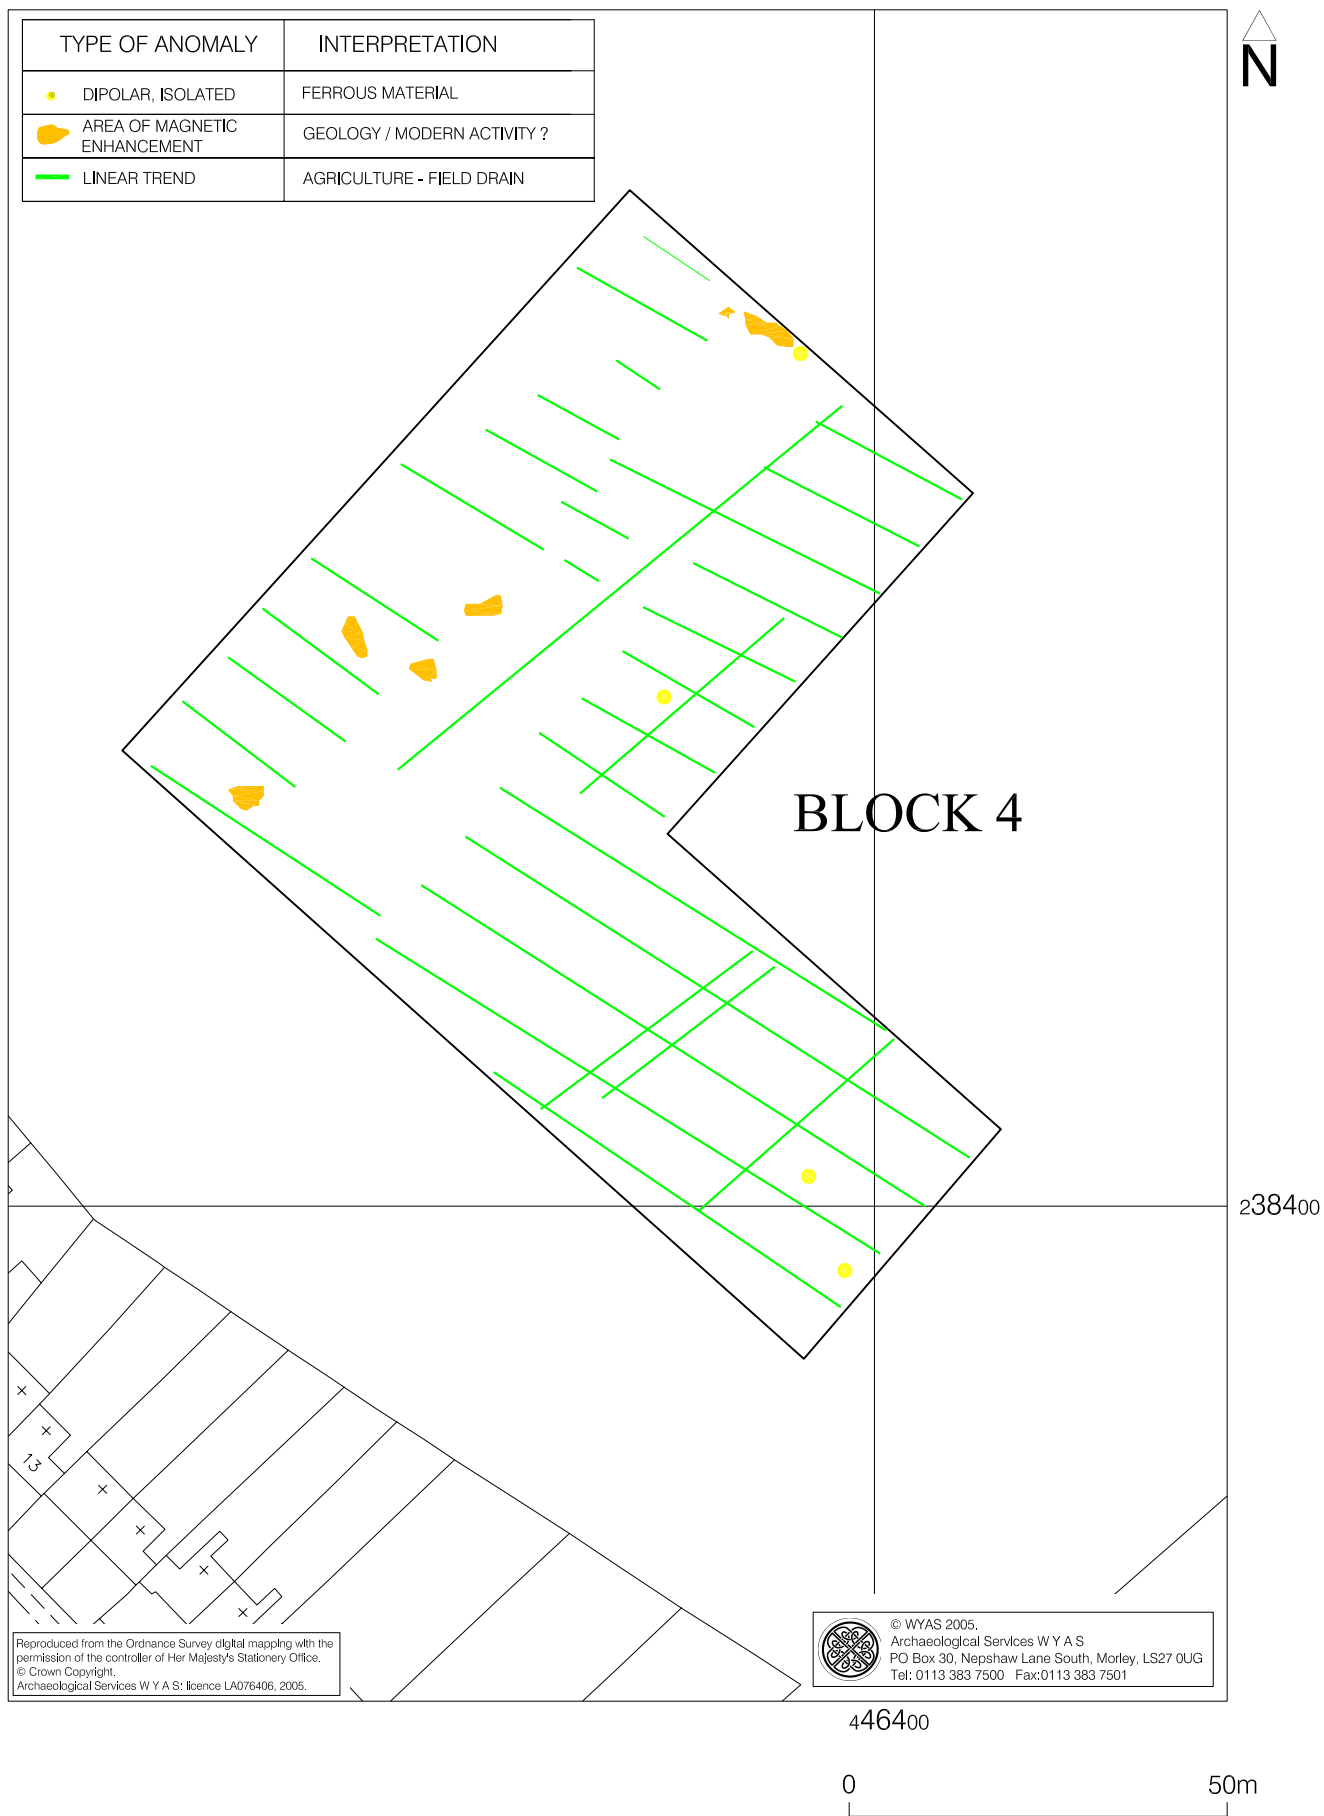 TYPE OF ANOMALY INTERPRETATION
DIPOLAR, ISOLATED FERROUS MATERIAL
AREA OF MAGNETIC
ENHANCEMENT
GEOLOGY / MODERN ACTIVITY ?
LINEAR TREND AGRICULTURE - FIELD DRAIN
N
BLOCK 4
238400
13
Reproduced from the Ordnance Survey digital mapping with the
permission of the controller of Her Majesty's Stationery Office.
© Crown Copyright.
Archaeological Services W Y A S: licence LA076406, 2005.
© WYAS 2005.
Archaeological Services W Y A S
PO Box 30, Nepshaw Lane South, Morley, LS27 0UG
Tel: 0113 383 7500 Fax:0113 383 7501
446400
0 50m